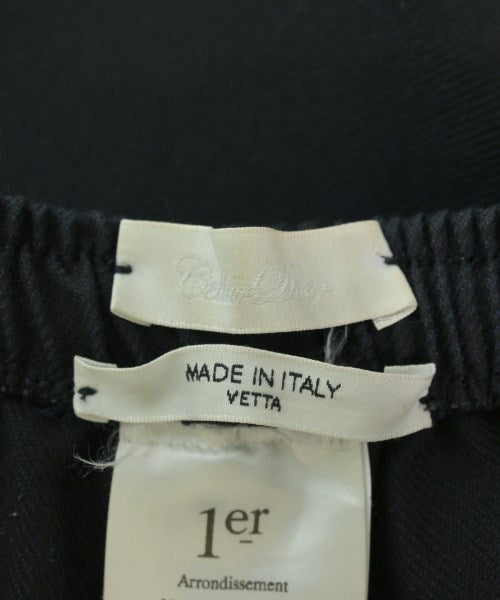 MADE IN ITALY
VETTA
1er
Arrondissement